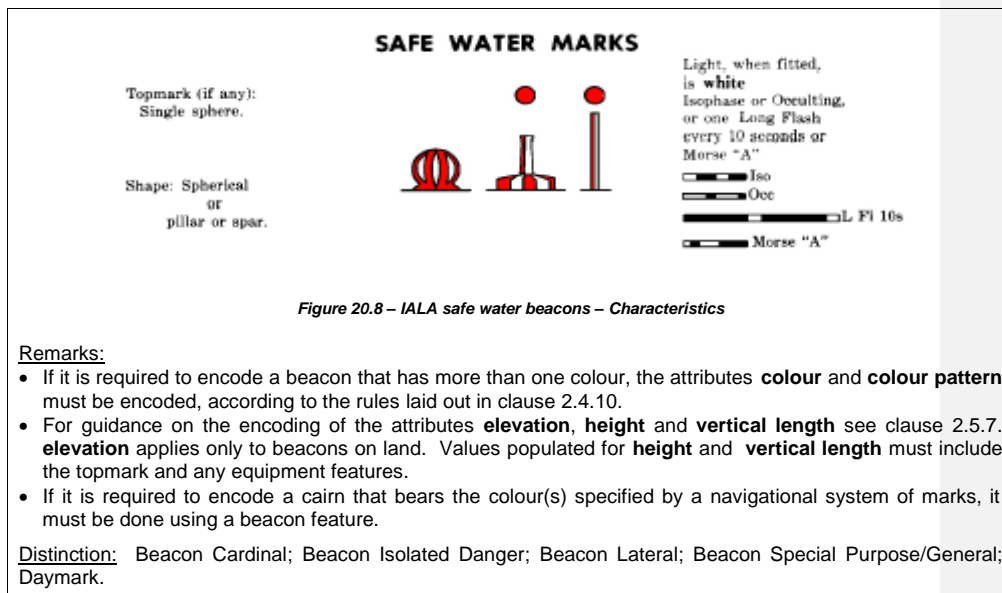 SAFE WATER MARKS
Topmark (if any):
Single sphere.
Shape: Spherical
or
pillar or spar.
Light, when fitted,
is white
Isophase or Occulting,
or one Long Flash
every 10 seconds or
Morse "A"
Iso
Occ
L Fl 10s
Morse "A"
Figure 20.8 – IALA safe water beacons – Characteristics
Remarks:
• If it is required to encode a beacon that has more than one colour, the attributes colour and colour pattern
must be encoded, according to the rules laid out in clause 2.4.10.
• For guidance on the encoding of the attributes elevation, height and vertical length see clause 2.5.7.
elevation applies only to beacons on land. Values populated for height and vertical length must include
the topmark and any equipment features.
• If it is required to encode a cairn that bears the colour(s) specified by a navigational system of marks, it
must be done using a beacon feature.
Distinction: Beacon Cardinal; Beacon Isolated Danger; Beacon Lateral; Beacon Special Purpose/General;
Daymark.